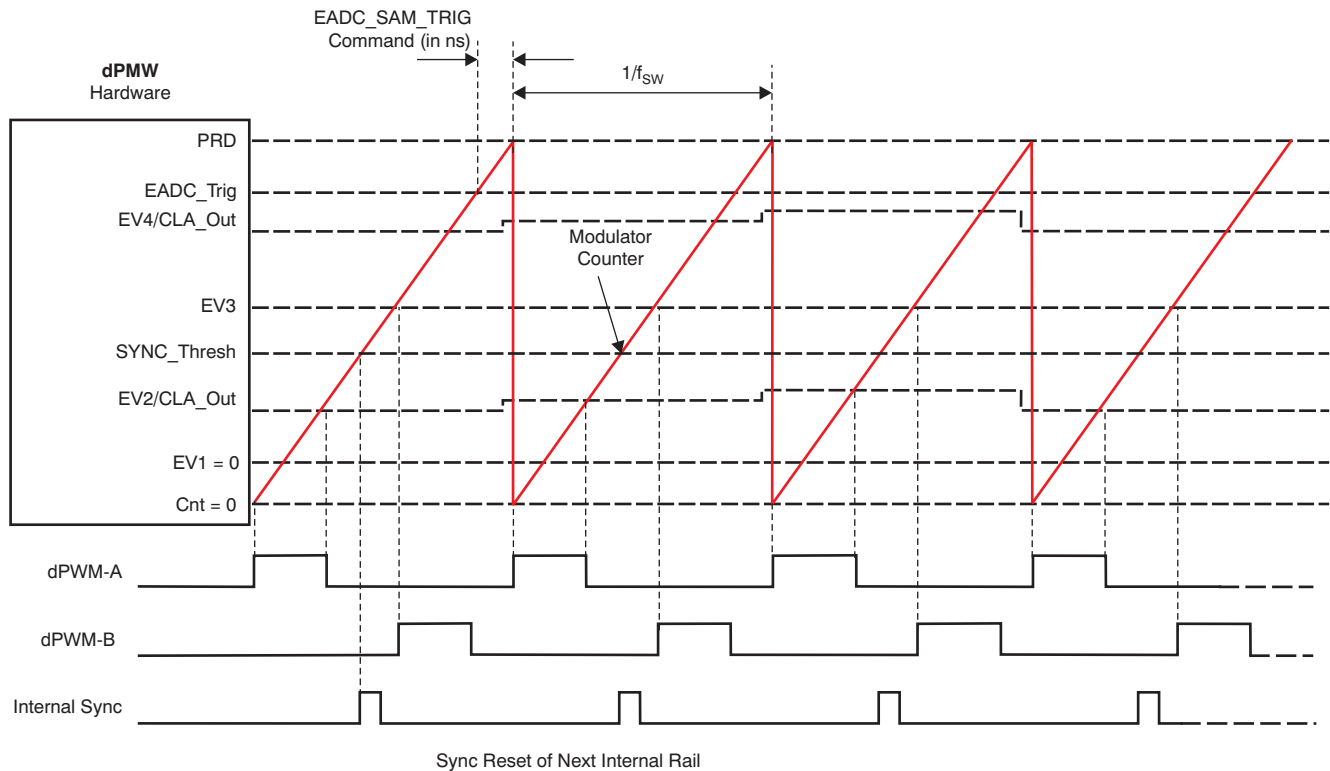 EADC_SAM_TRIG
Command (in ns)
1/fSW
dPMW
Hardware
PRD
EADC_Trig
EV4/CLA_Out
Modulator
Counter
EV3
SYNC_Thresh
EV2/CLA_Out
EV1 = 0
Cnt = 0
dPWM-A
dPWM-B
Internal Sync
Sync Reset of Next Internal Rail